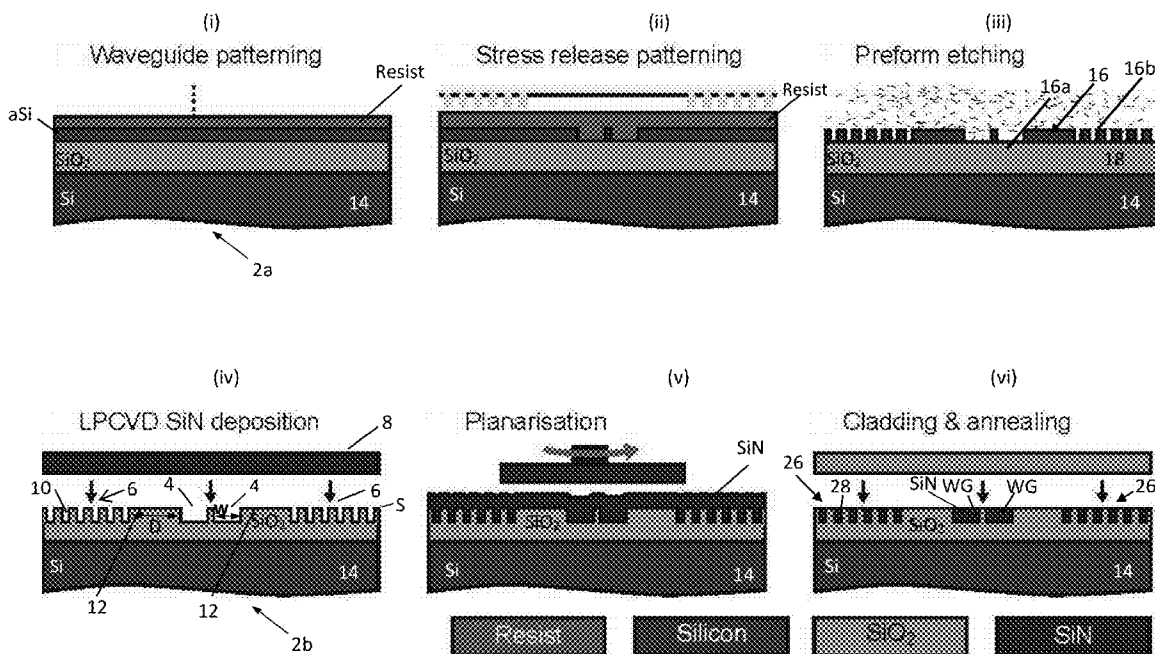 (i)
Waveguide patterning
Resist
aSi
SiO₂
Si
14
2a
(ii)
Stress release patterning
Resist
SiO₂
Si
14
(iii)
Preform etching
16a
16
16b
SiO₂
18
Si
14
(iv)
LPCVD SiN deposition
8
10
6
4
4
6
W
S
D
SiO₂
Si
14
12
12
2b
(v)
Planarisation
SiN
SiO₂
Si
14
(vi)
Cladding & annealing
26
28
SiN
WG
WG
26
SiO₂
Si
14
Resist
Silicon
SiO₂
SiN